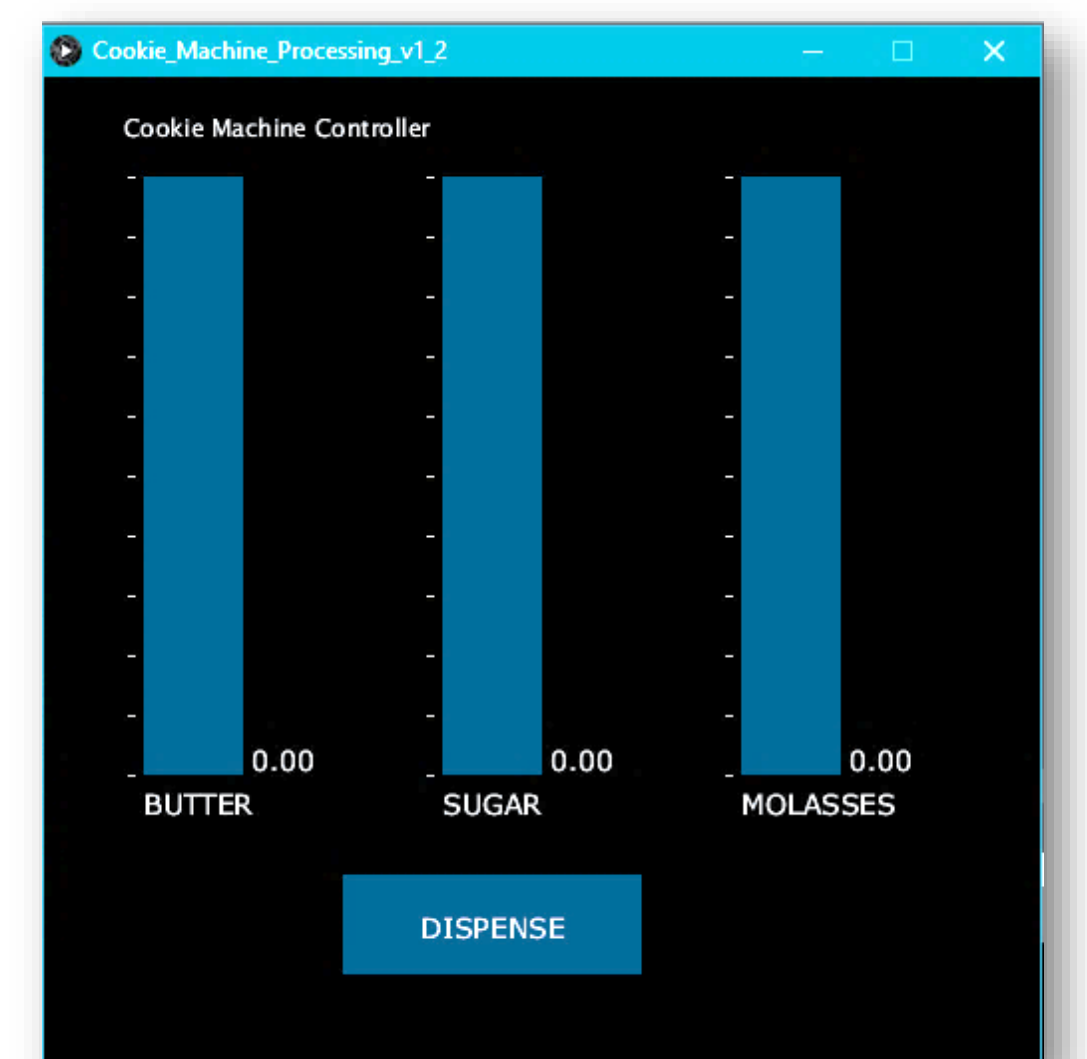 Cookie_Machine_Processing_v1_2
Cookie Machine Controller
0.00 0.00 0.00
BUTTER SUGAR MOLASSES
DISPENSE